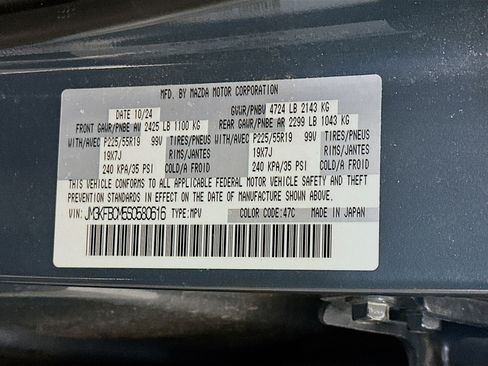 MFD. BY MAZDA MOTOR CORPORATION
DATE 10/24 GVWR/PNBV 4724 LB 2143 KG
FRONT GAWR/PNBE AV 2425 LB 1100 KG REAR GAWR/PNBE AR 2299 LB 1043 KG
WITH/AVEC P225/55R19 99V TIRES/PNEUS WITH/AVEC P225/55R19 99V TIRES/PNEUS
19X7J RIMS/JANTES 19X7J RIMS/JANTES
240 KPA/35 PSI COLD/A FROID 240 KPA/35 PSI COLD/A FROID
THIS VEHICLE CONFORMS TO ALL APPLICABLE FEDERAL MOTOR VEHICLE SAFETY AND THEFT
PREVENTION STANDARDS IN EFFECT ON THE DATE OF MANUFACTURE SHOWN ABOVE.
VIN: JM3KFBCM6S0580616 TYPE:MPV COLOR CODE:47C MADE IN JAPAN